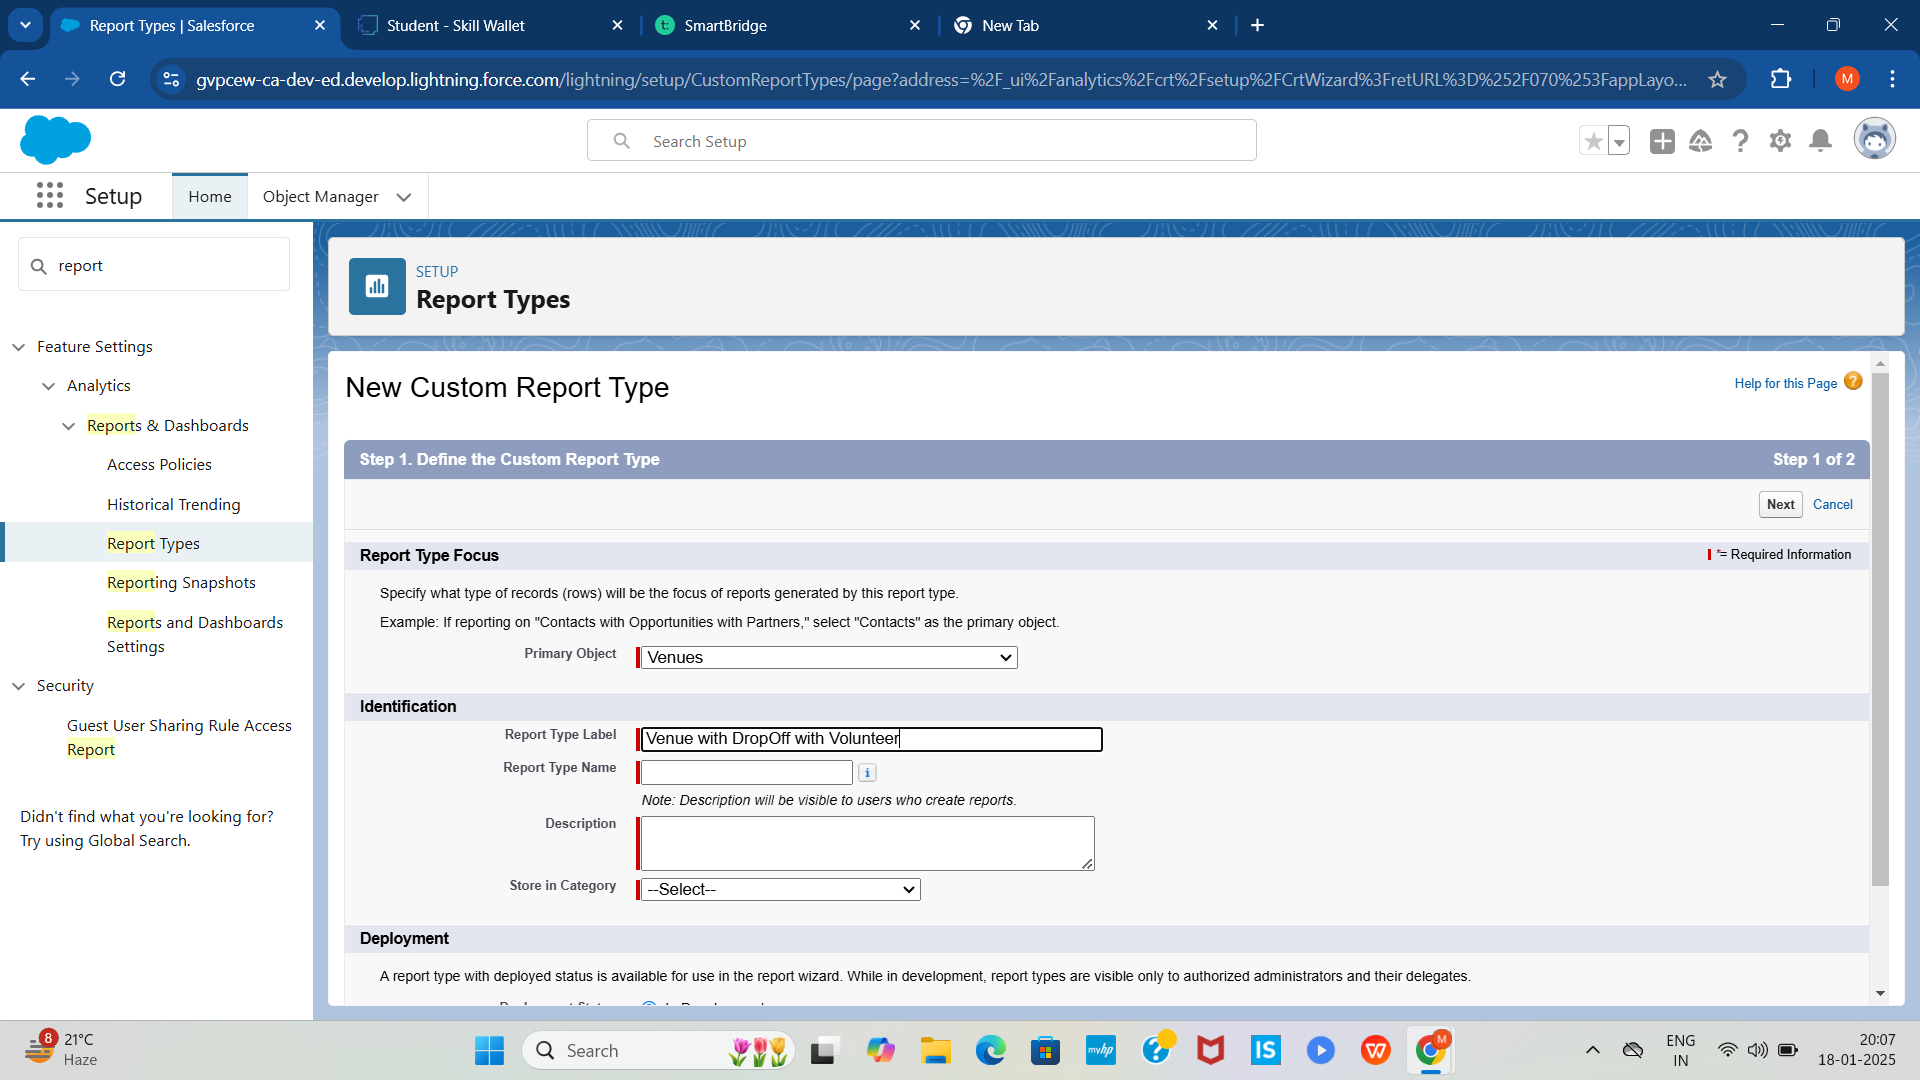 Report Types | Salesforce
Student - Skill Wallet
SmartBridge
New Tab
gvpcew-ca-dev-ed.develop.lightning.force.com/lightning/setup/CustomReportTypes/page?address=%2F_ui%2Fanalytics%2Fcrt%2Fsetup%2FCrtWizard%3FretURL%3D%252F070%253FappLayo...
M
Search Setup
Setup
Home
Object Manager
report
Feature Settings
Analytics
Reports & Dashboards
Access Policies
Historical Trending
Report Types
Reporting Snapshots
Reports and Dashboards
Settings
Security
Guest User Sharing Rule Access
Report
Didn't find what you're looking for?
Try using Global Search.
SETUP
Report Types
New Custom Report Type
Help for this Page
Step 1. Define the Custom Report Type
Step 1 of 2
Next
Cancel
Report Type Focus
*= Required Information
Specify what type of records (rows) will be the focus of reports generated by this report type.
Example: If reporting on "Contacts with Opportunities with Partners," select "Contacts" as the primary object.
Primary Object
Venues
Identification
Report Type Label
Venue with DropOff with Volunteer
Report Type Name
i
Note: Description will be visible to users who create reports.
Description
Store in Category
--Select--
Deployment
A report type with deployed status is available for use in the report wizard. While in development, report types are visible only to authorized administrators and their delegates.
8
21°C
Haze
Search
myhp
IS
M
ENG
IN
20:07
18-01-2025